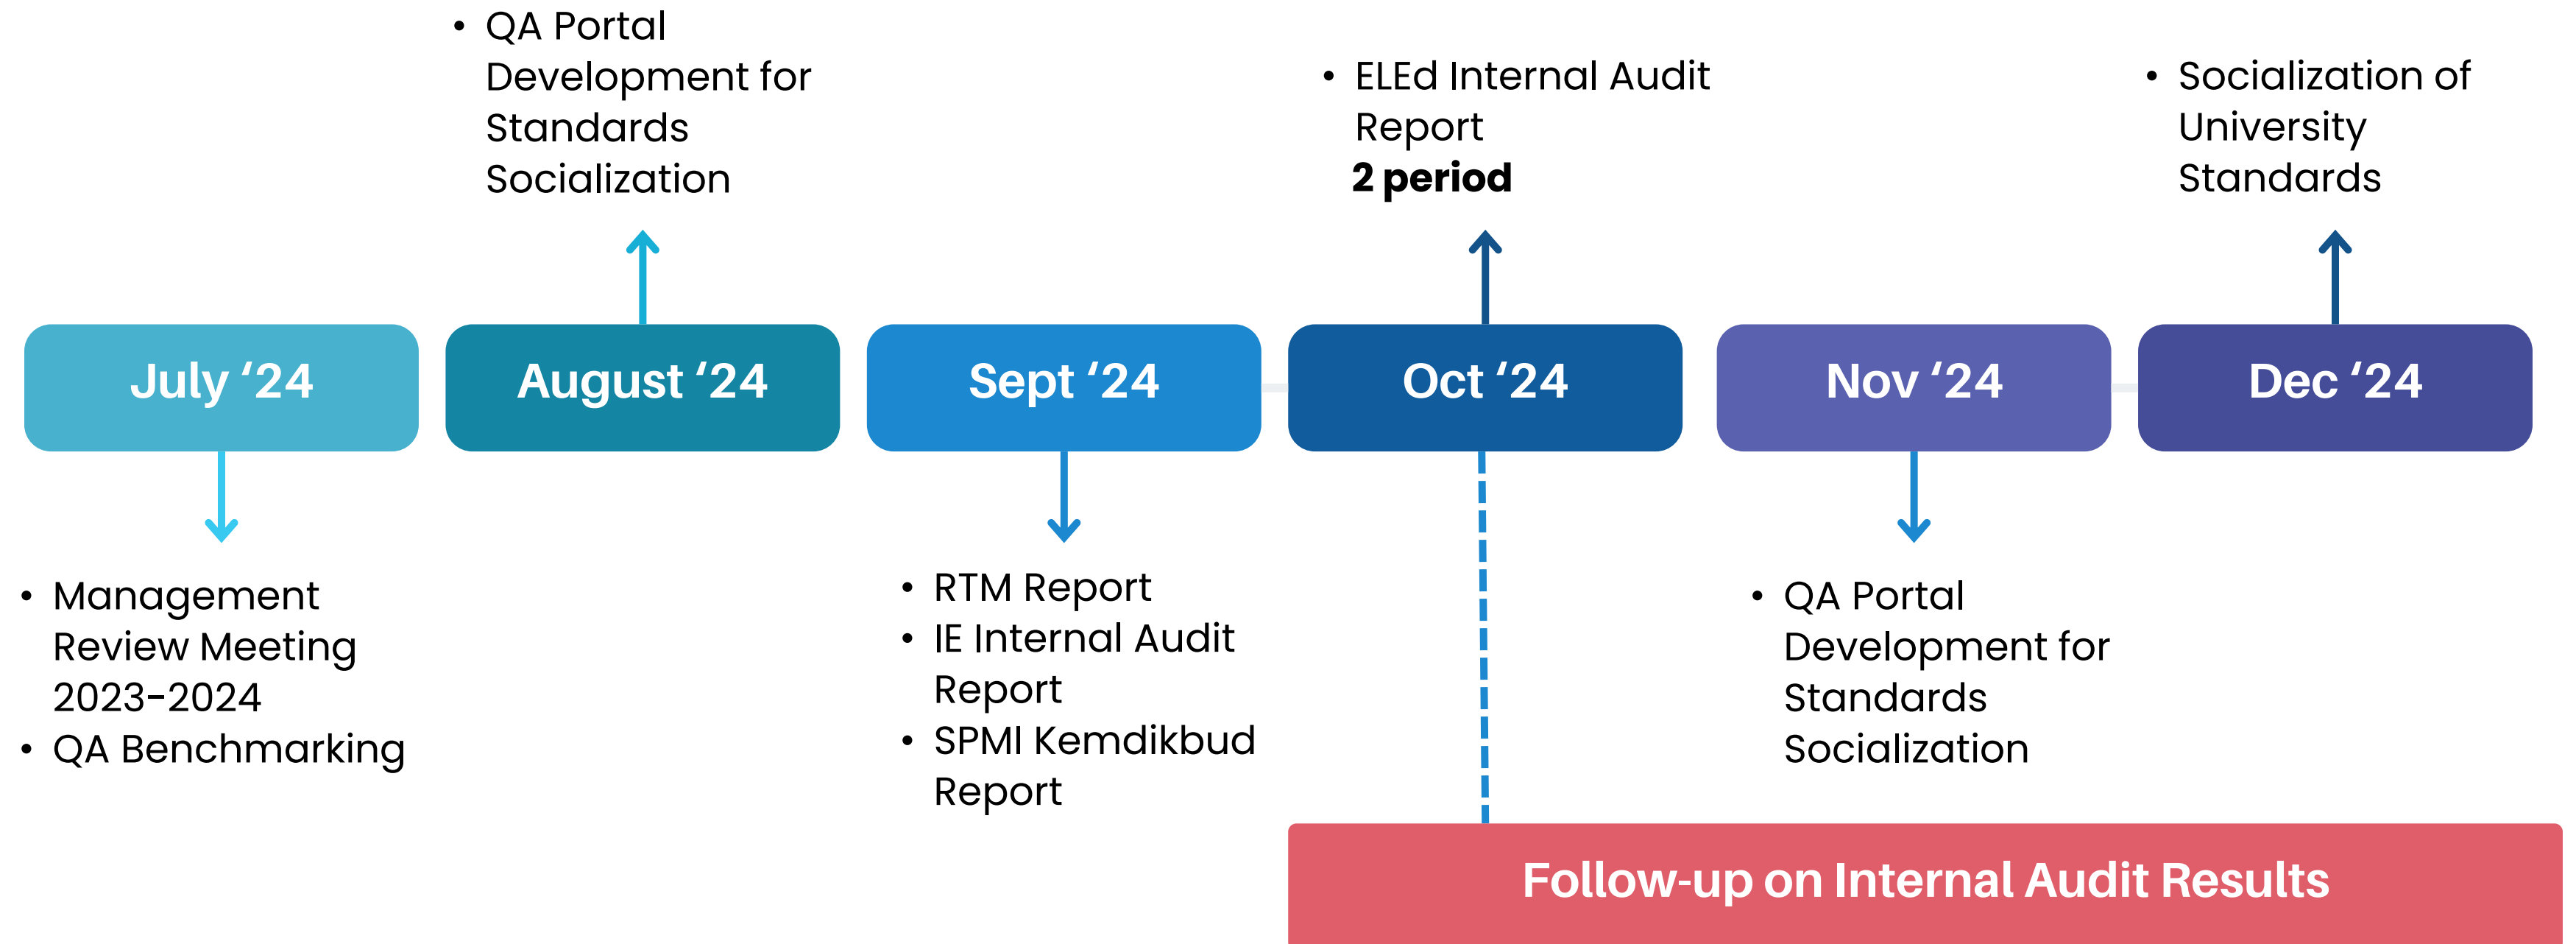 • QA Portal
Development for
Standards
Socialization
• ELEd Internal Audit
Report
2 period
• Socialization of
University
Standards
July ‘24
August ‘24
Sept ‘24
Oct ‘24
Nov ‘24
Dec ‘24
• Management
Review Meeting
2023-2024
• QA Benchmarking
• RTM Report
• IE Internal Audit
Report
• SPMI Kemdikbud
Report
• QA Portal
Development for
Standards
Socialization
Follow-up on Internal Audit Results